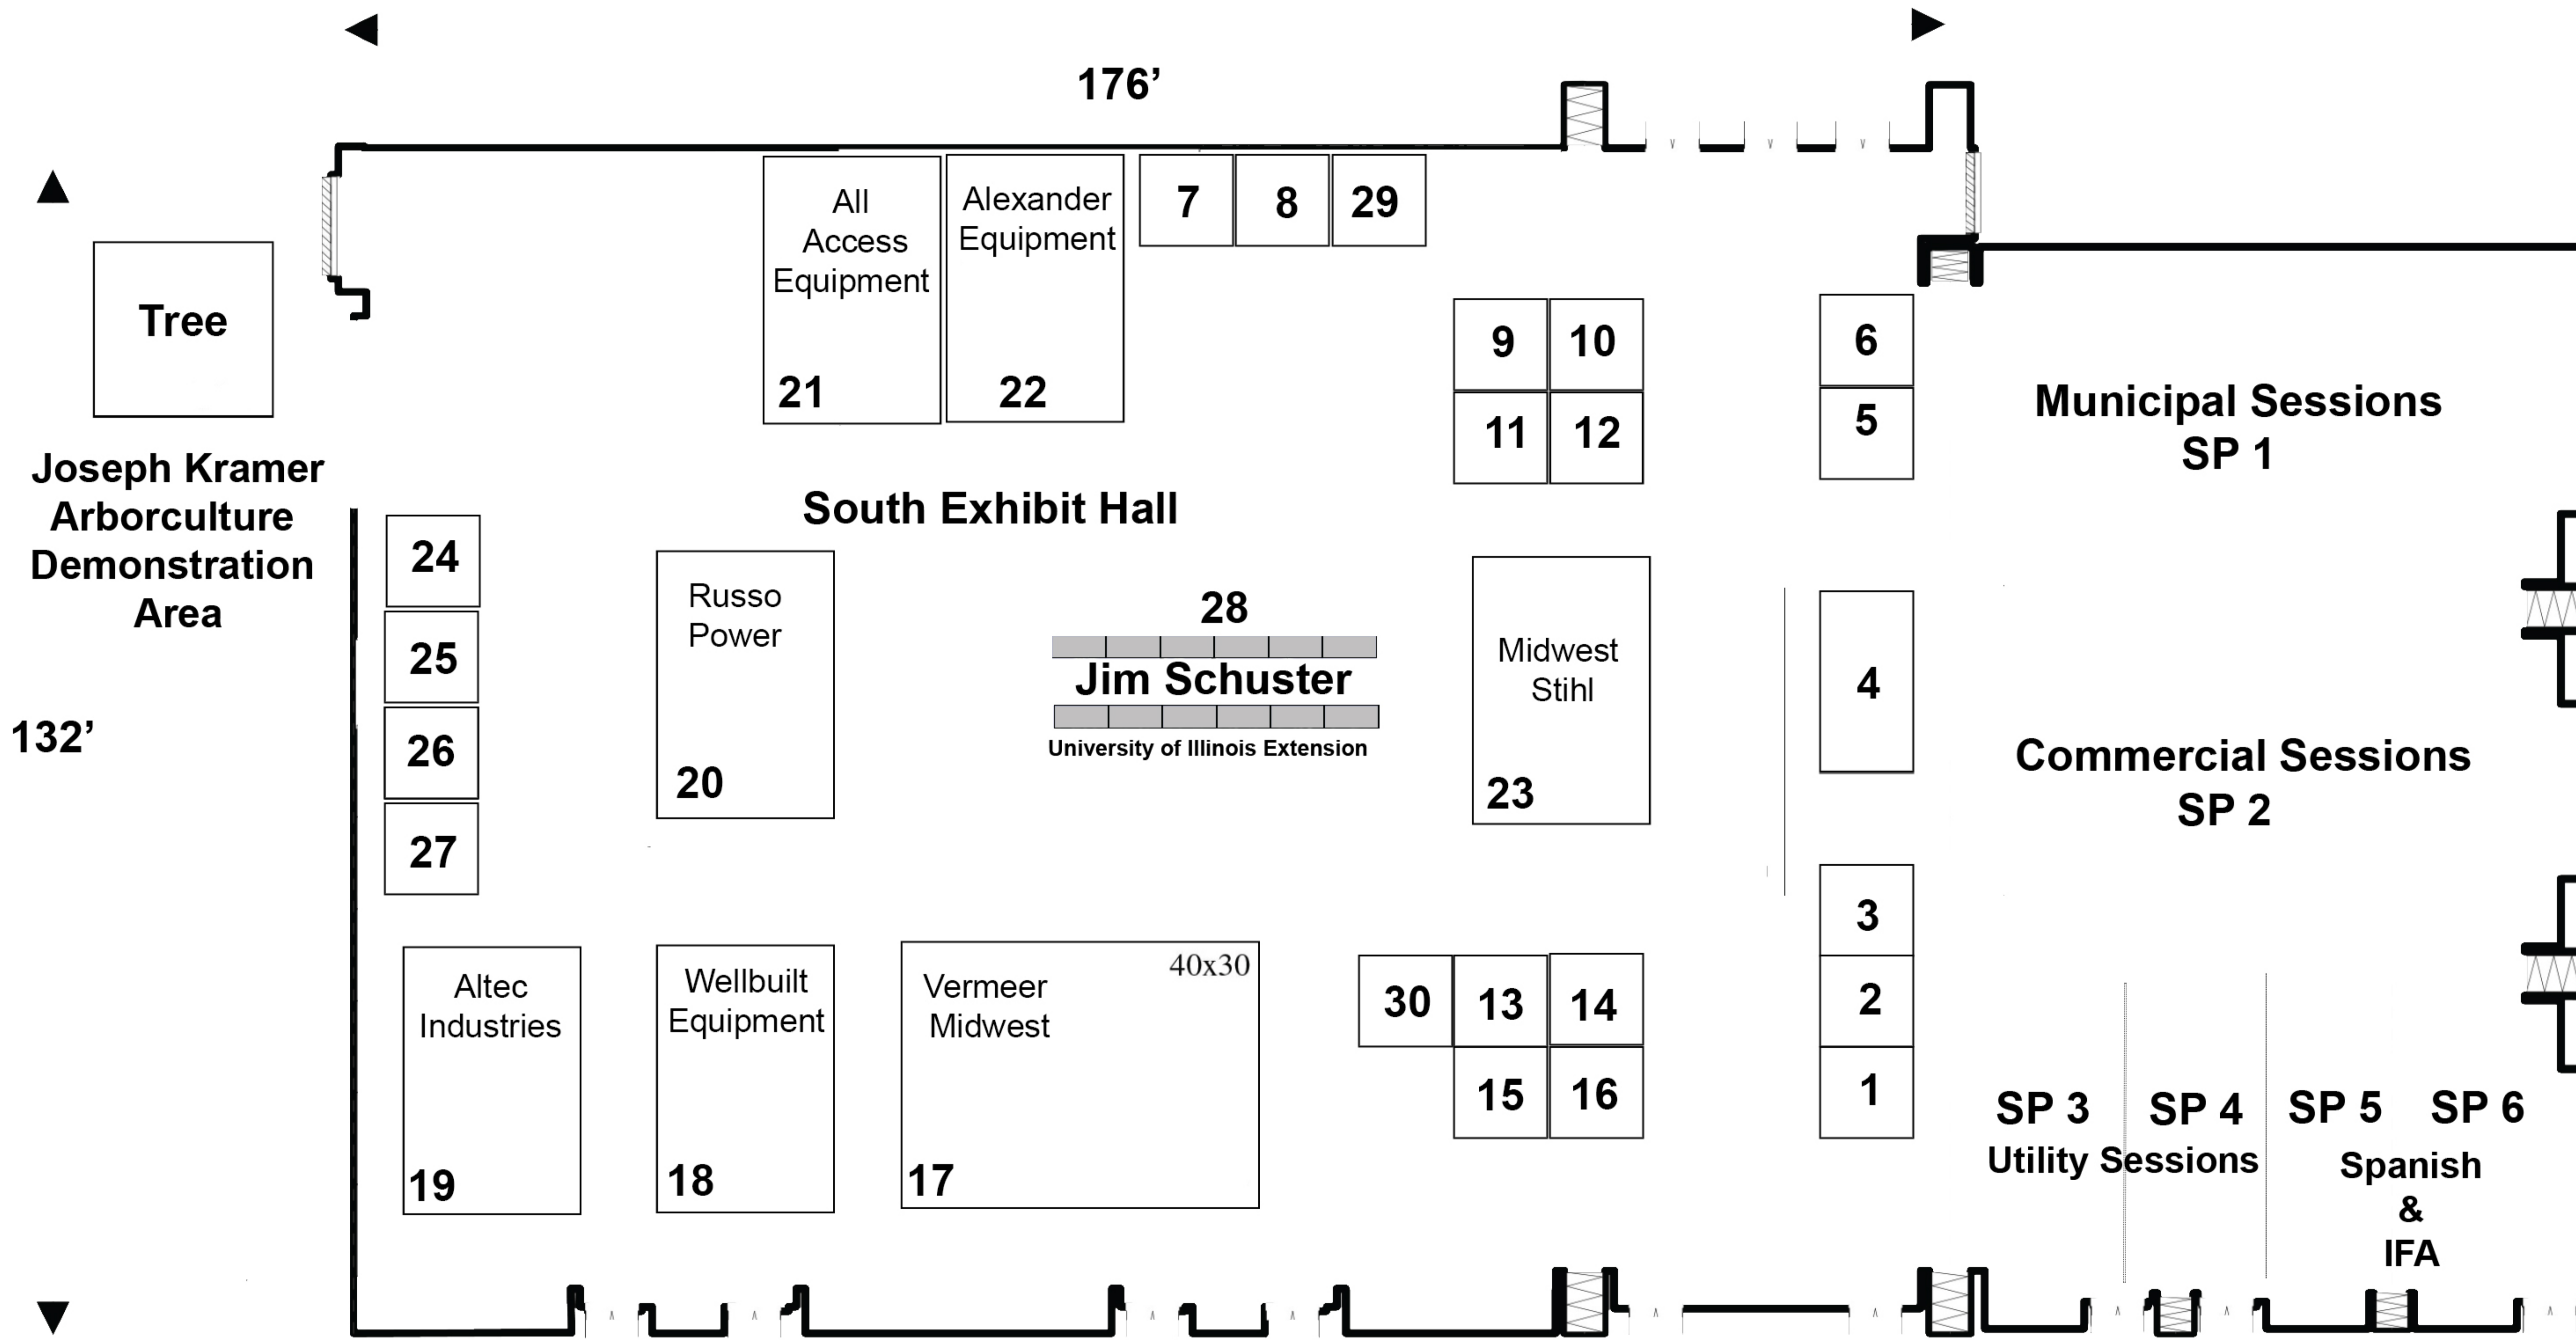 176’
All
Access
Equipment
21
Alexander
Equipment
22
7
8
29
Tree
9
10
11
12
6
5
Municipal Sessions
SP 1
Joseph Kramer
Arborculture
Demonstration
Area
132’
South Exhibit Hall
24
25
26
27
Russo
Power
20
28
Jim Schuster
University of Illinois Extension
Midwest
Stihl
23
4
Commercial Sessions
SP 2
3
2
1
Altec
Industries
19
Wellbuilt
Equipment
18
Vermeer
Midwest
40x30
17
30
13
14
15
16
SP 3
SP 4
Utility Sessions
SP 5
SP 6
Spanish
&
IFA